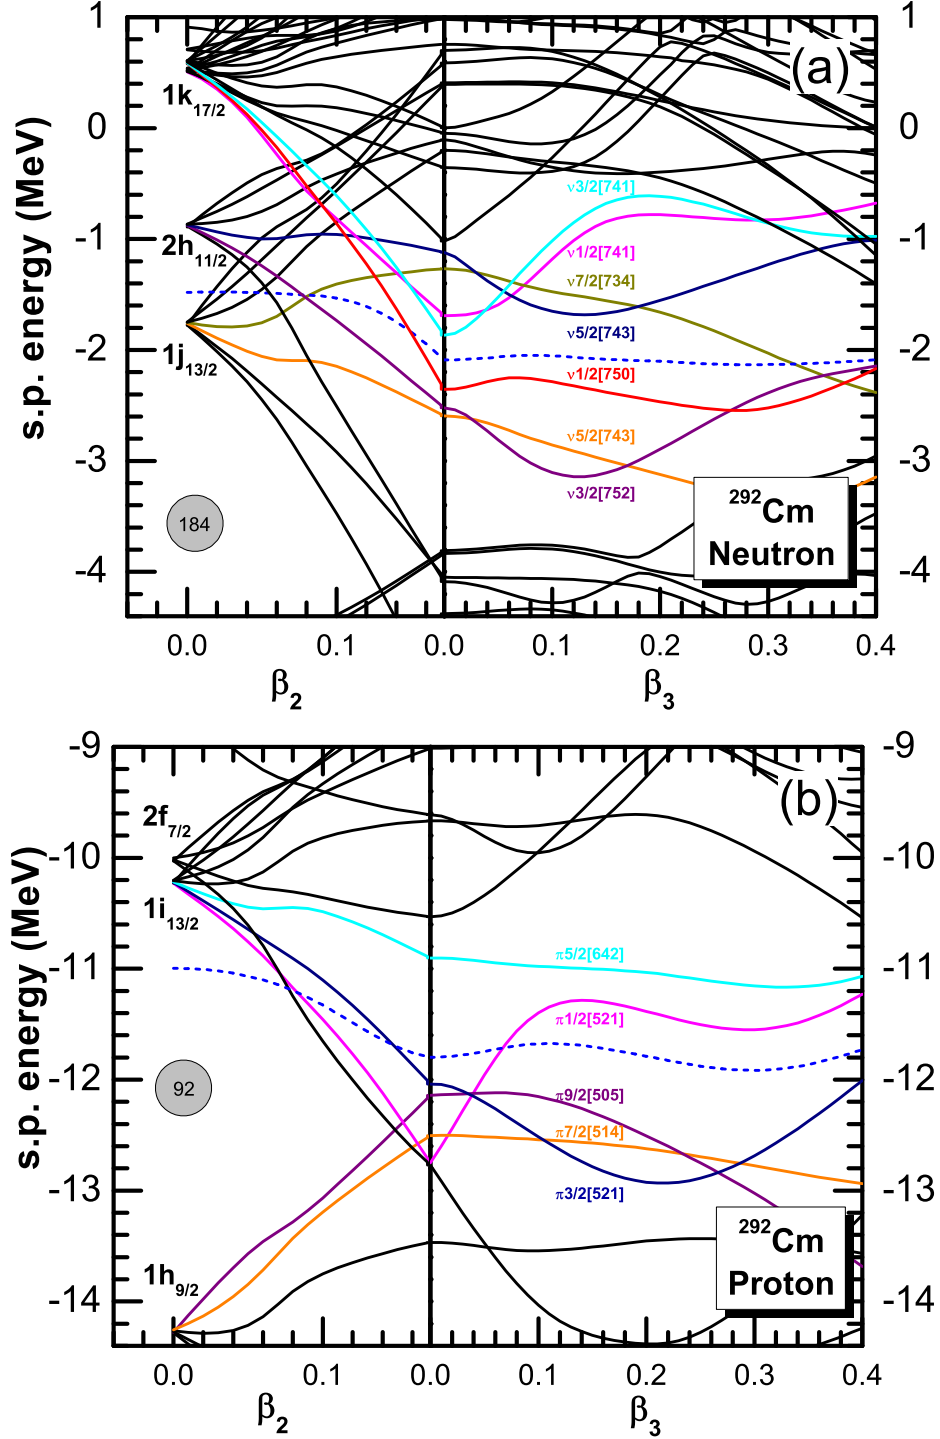 1
1
(a)
1k17/2
0
0
s.p. energy (MeV)
ν3/2[741]
-1
-1
2h11/2
ν1/2[741]
ν7/2[734]
ν5/2[743]
-2
-2
1j13/2
ν1/2[750]
ν5/2[743]
-3
-3
ν3/2[752]
292Cm
184
Neutron
-4
-4
0.0 0.1 0.0 0.1 0.2 0.3 0.4
β2 β3
-9
-9
(b)
2f7/2
-10
-10
s.p. energy (MeV)
1i13/2
π5/2[642]
-11
-11
π1/2[521]
-12
-12
92
π9/2[505]
π7/2[514]
-13
-13
π3/2[521]
292Cm
1h9/2
Proton
-14
-14
0.0 0.1 0.0 0.1 0.2 0.3 0.4
β2 β3